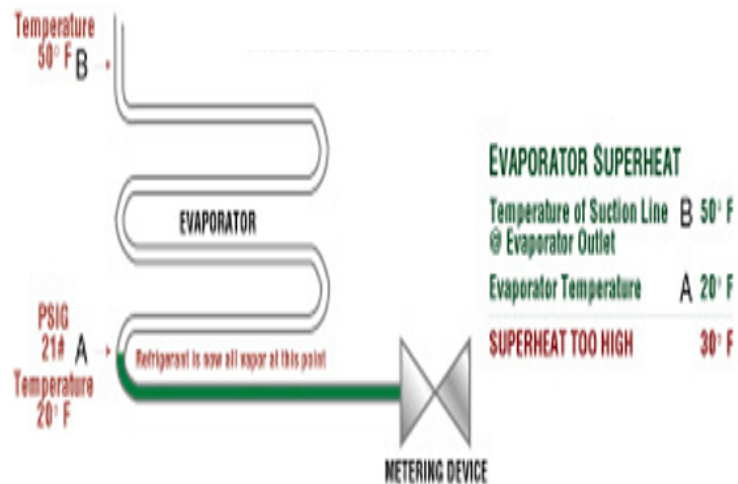 Temperature
50° F B
EVAPORATOR
PSIG
21# A
Temperature
20° F
Refrigerant is now all vapor at this point
METERING DEVICE
EVAPORATOR SUPERHEAT
Temperature of Suction Line B 50° F
@ Evaporator Outlet
Evaporator Temperature A 20° F
SUPERHEAT TOO HIGH 30° F